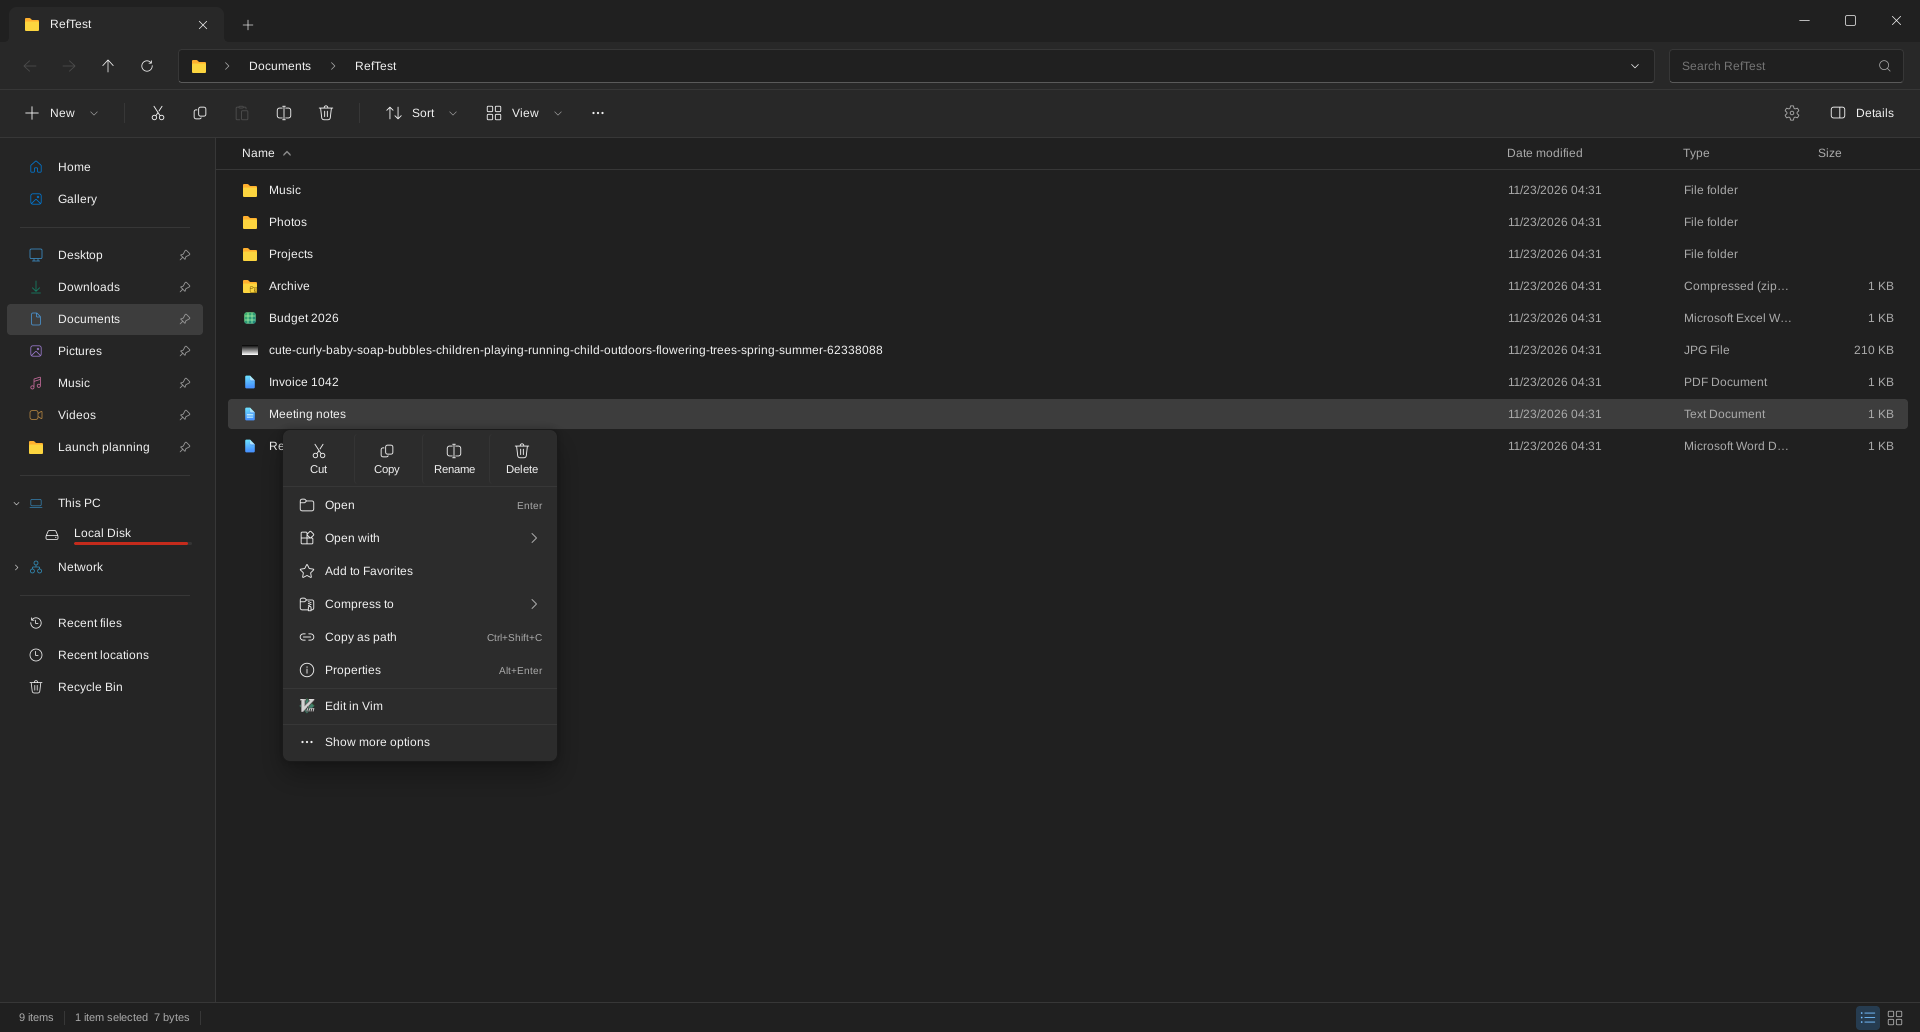 RefTest
Documents
RefTest
Search RefTest
New
Sort
View
Details
Name
Date modified
Type
Size
Home
Gallery
Desktop
Downloads
Documents
Pictures
Music
Videos
Launch planning
This PC
Local Disk
Network
Recent files
Recent locations
Recycle Bin
Music 11/23/2026 04:31 File folder
Photos 11/23/2026 04:31 File folder
Projects 11/23/2026 04:31 File folder
Archive 11/23/2026 04:31 Compressed (zip... 1 KB
Budget 2026 11/23/2026 04:31 Microsoft Excel W... 1 KB
cute-curly-baby-soap-bubbles-children-playing-running-child-outdoors-flowering-trees-spring-summer-62338088 11/23/2026 04:31 JPG File 210 KB
Invoice 1042 11/23/2026 04:31 PDF Document 1 KB
Meeting notes 11/23/2026 04:31 Text Document 1 KB
Re 11/23/2026 04:31 Microsoft Word D... 1 KB
Cut Copy Rename Delete
Open Enter
Open with
Add to Favorites
Compress to
Copy as path Ctrl+Shift+C
Properties Alt+Enter
Edit in Vim
Show more options
9 items 1 item selected 7 bytes